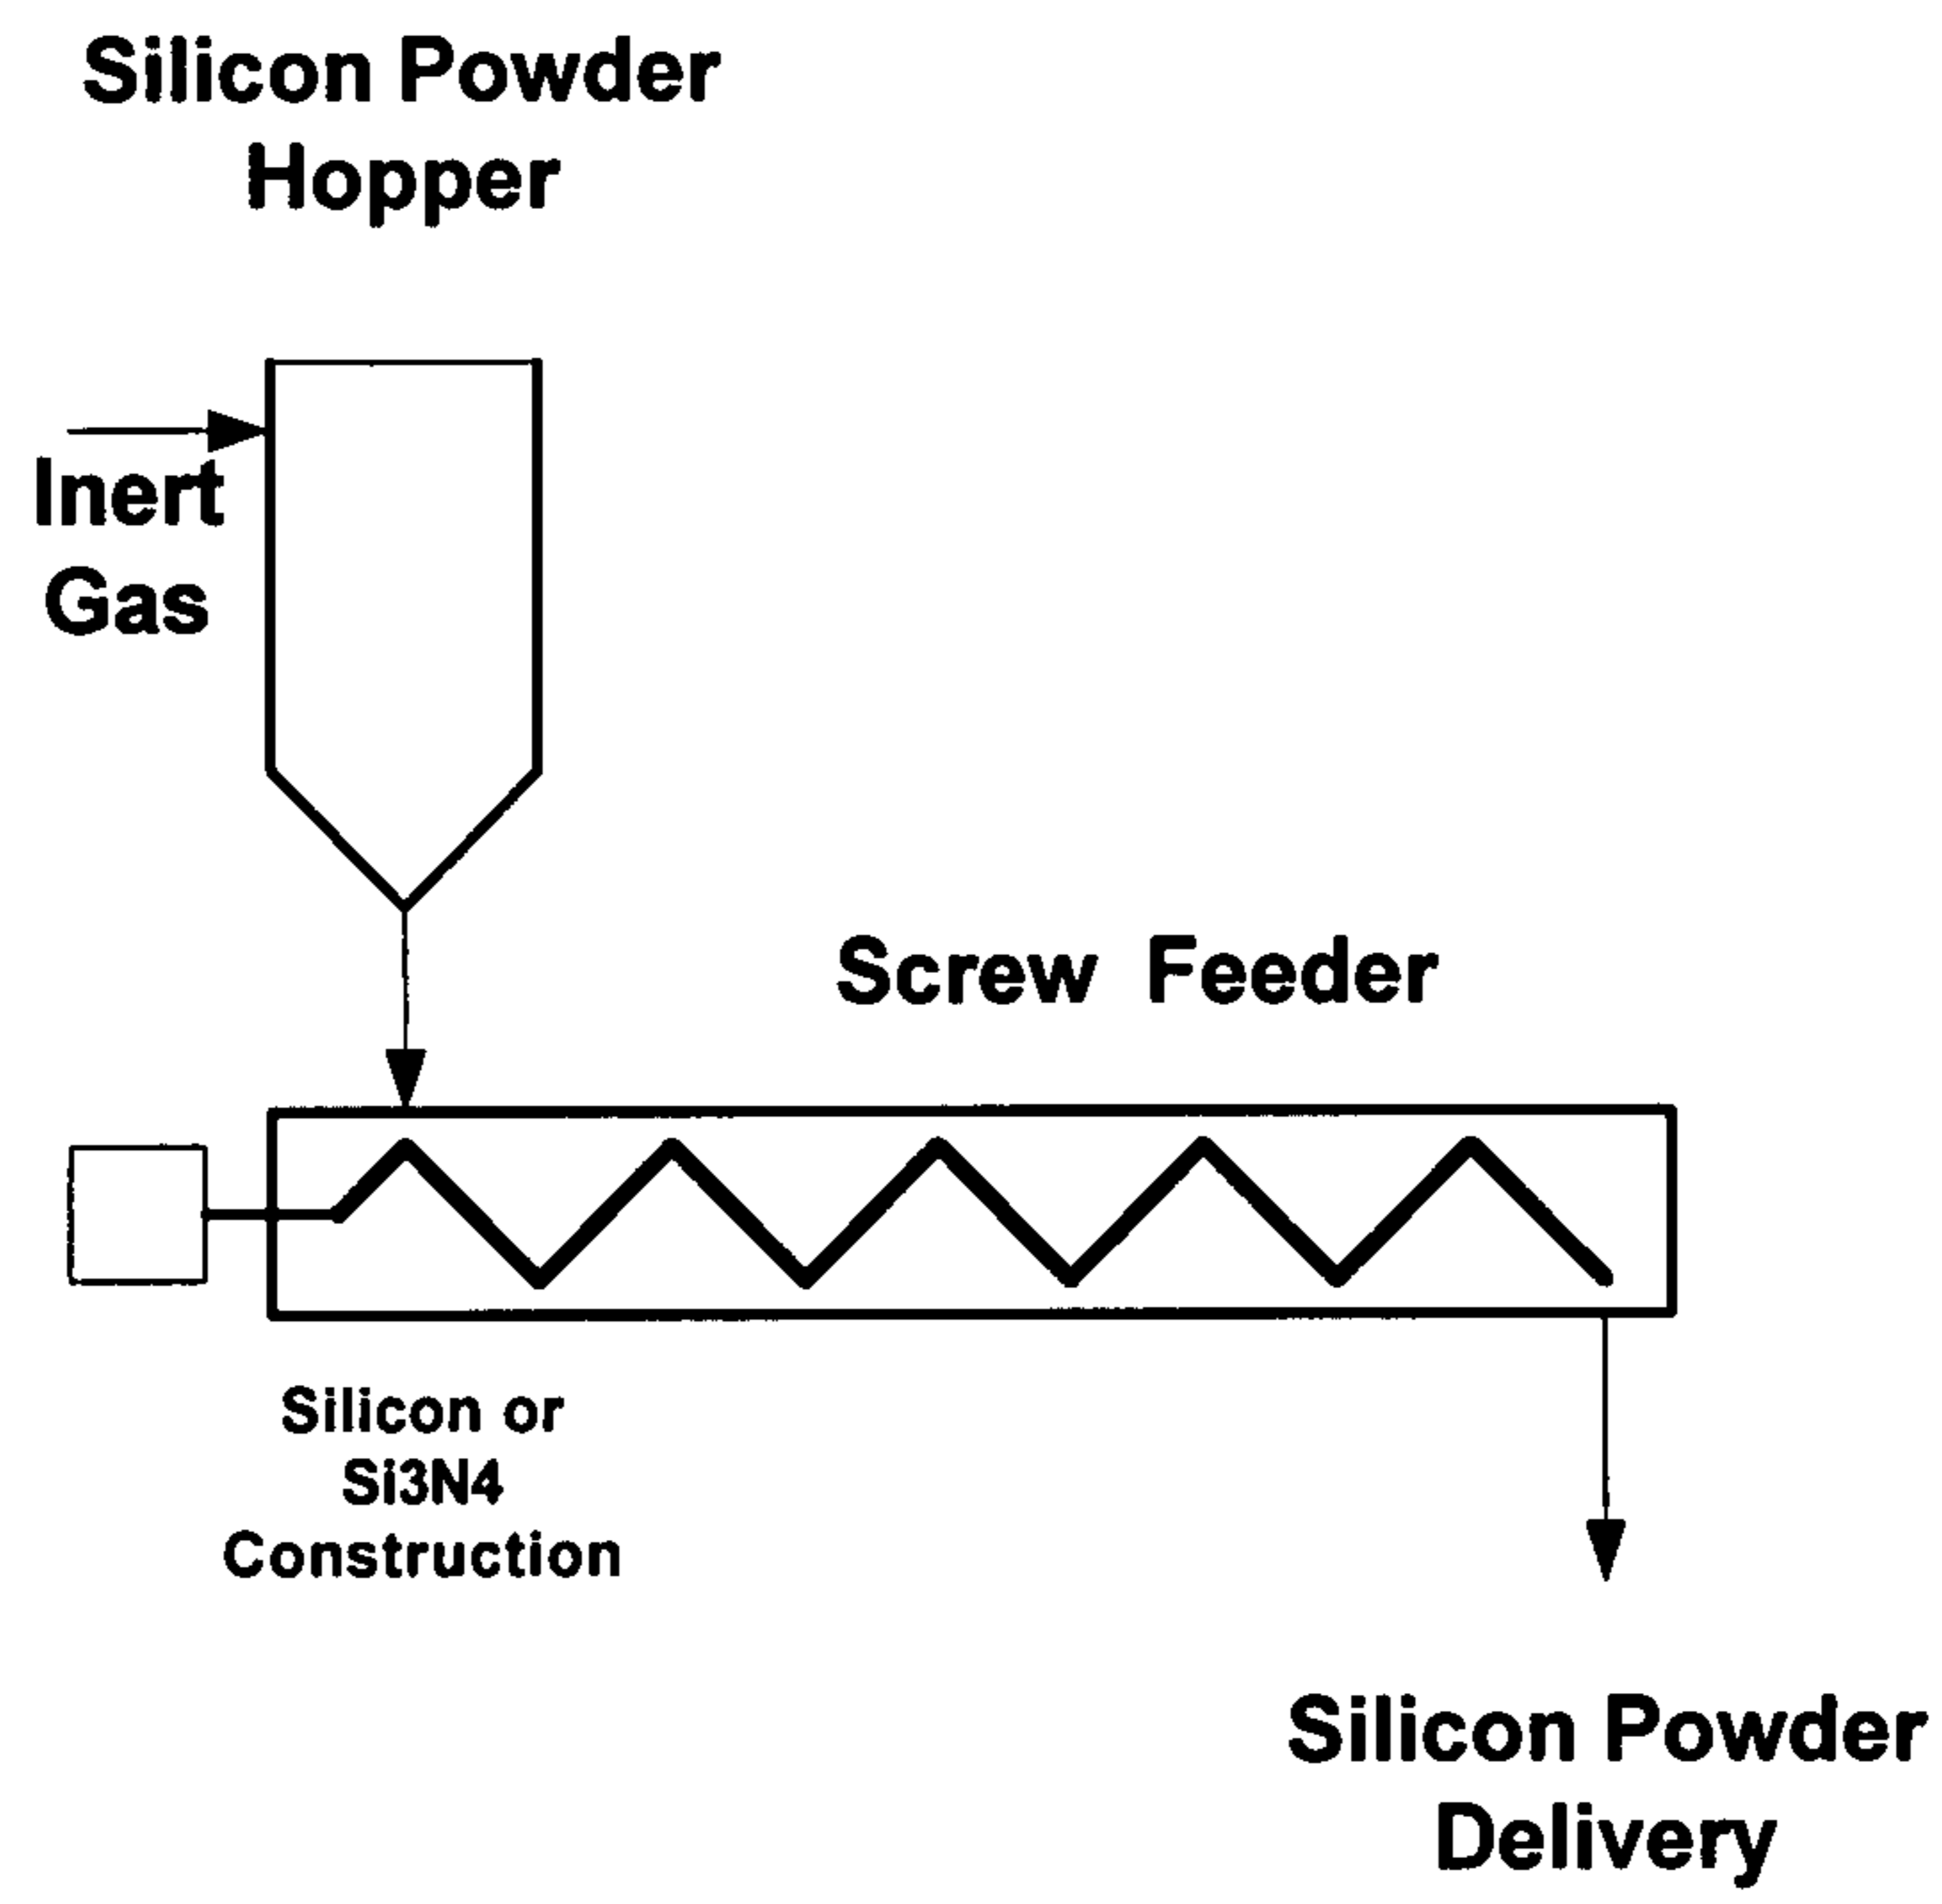 Silicon Powder
Hopper
Inert
Gas
Screw Feeder
Silicon or
Si3N4
Construction
Silicon Powder
Delivery